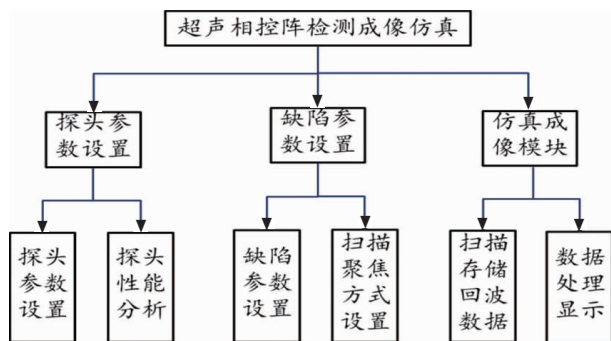 超声相控阵检测成像仿真
探头参
数设置
缺陷参
数设置
仿真成
像模块
探头
参数
设置
探头
性能
分析
缺陷
参数
设置
扫描
聚焦
方式
设置
扫描
存储
回波
数据
数据
处理
显示